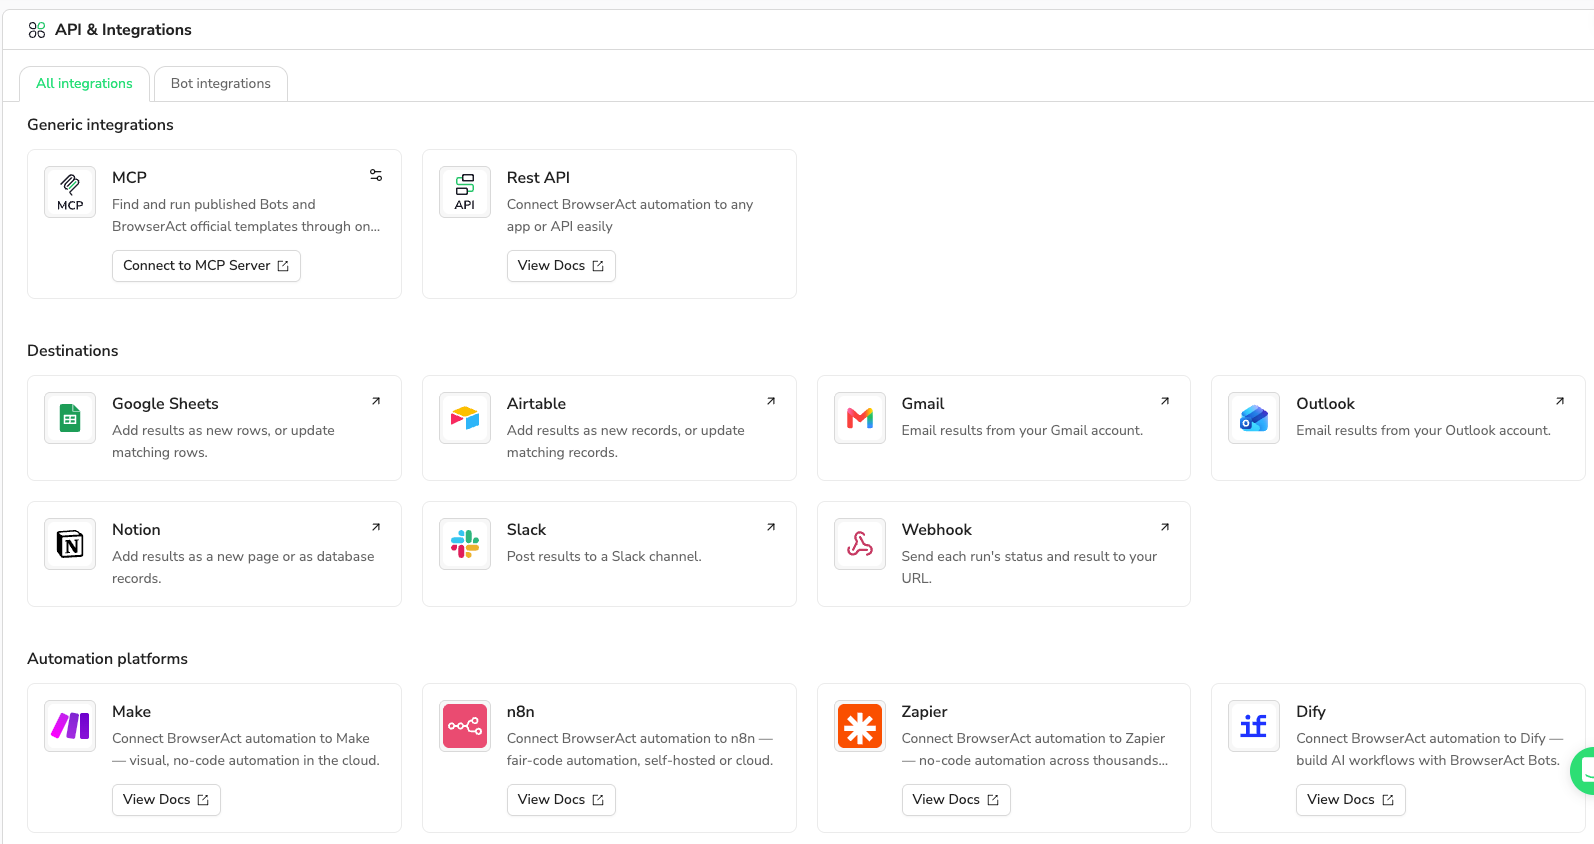 API & Integrations
All integrations
Bot integrations
Generic integrations
MCP
MCP
Find and run published Bots and
BrowserAct official templates through on...
Connect to MCP Server
API
Rest API
Connect BrowserAct automation to any
app or API easily
View Docs
Destinations
Google Sheets
Add results as new rows, or update
matching rows.
Airtable
Add results as new records, or update
matching records.
Gmail
Email results from your Gmail account.
Outlook
Email results from your Outlook account.
Notion
Add results as a new page or as database
records.
Slack
Post results to a Slack channel.
Webhook
Send each run's status and result to your
URL.
Automation platforms
Make
Connect BrowserAct automation to Make
— visual, no-code automation in the cloud.
View Docs
n8n
Connect BrowserAct automation to n8n —
fair-code automation, self-hosted or cloud.
View Docs
Zapier
Connect BrowserAct automation to Zapier
— no-code automation across thousands...
View Docs
Dify
Connect BrowserAct automation to Dify —
build AI workflows with BrowserAct Bots.
View Docs